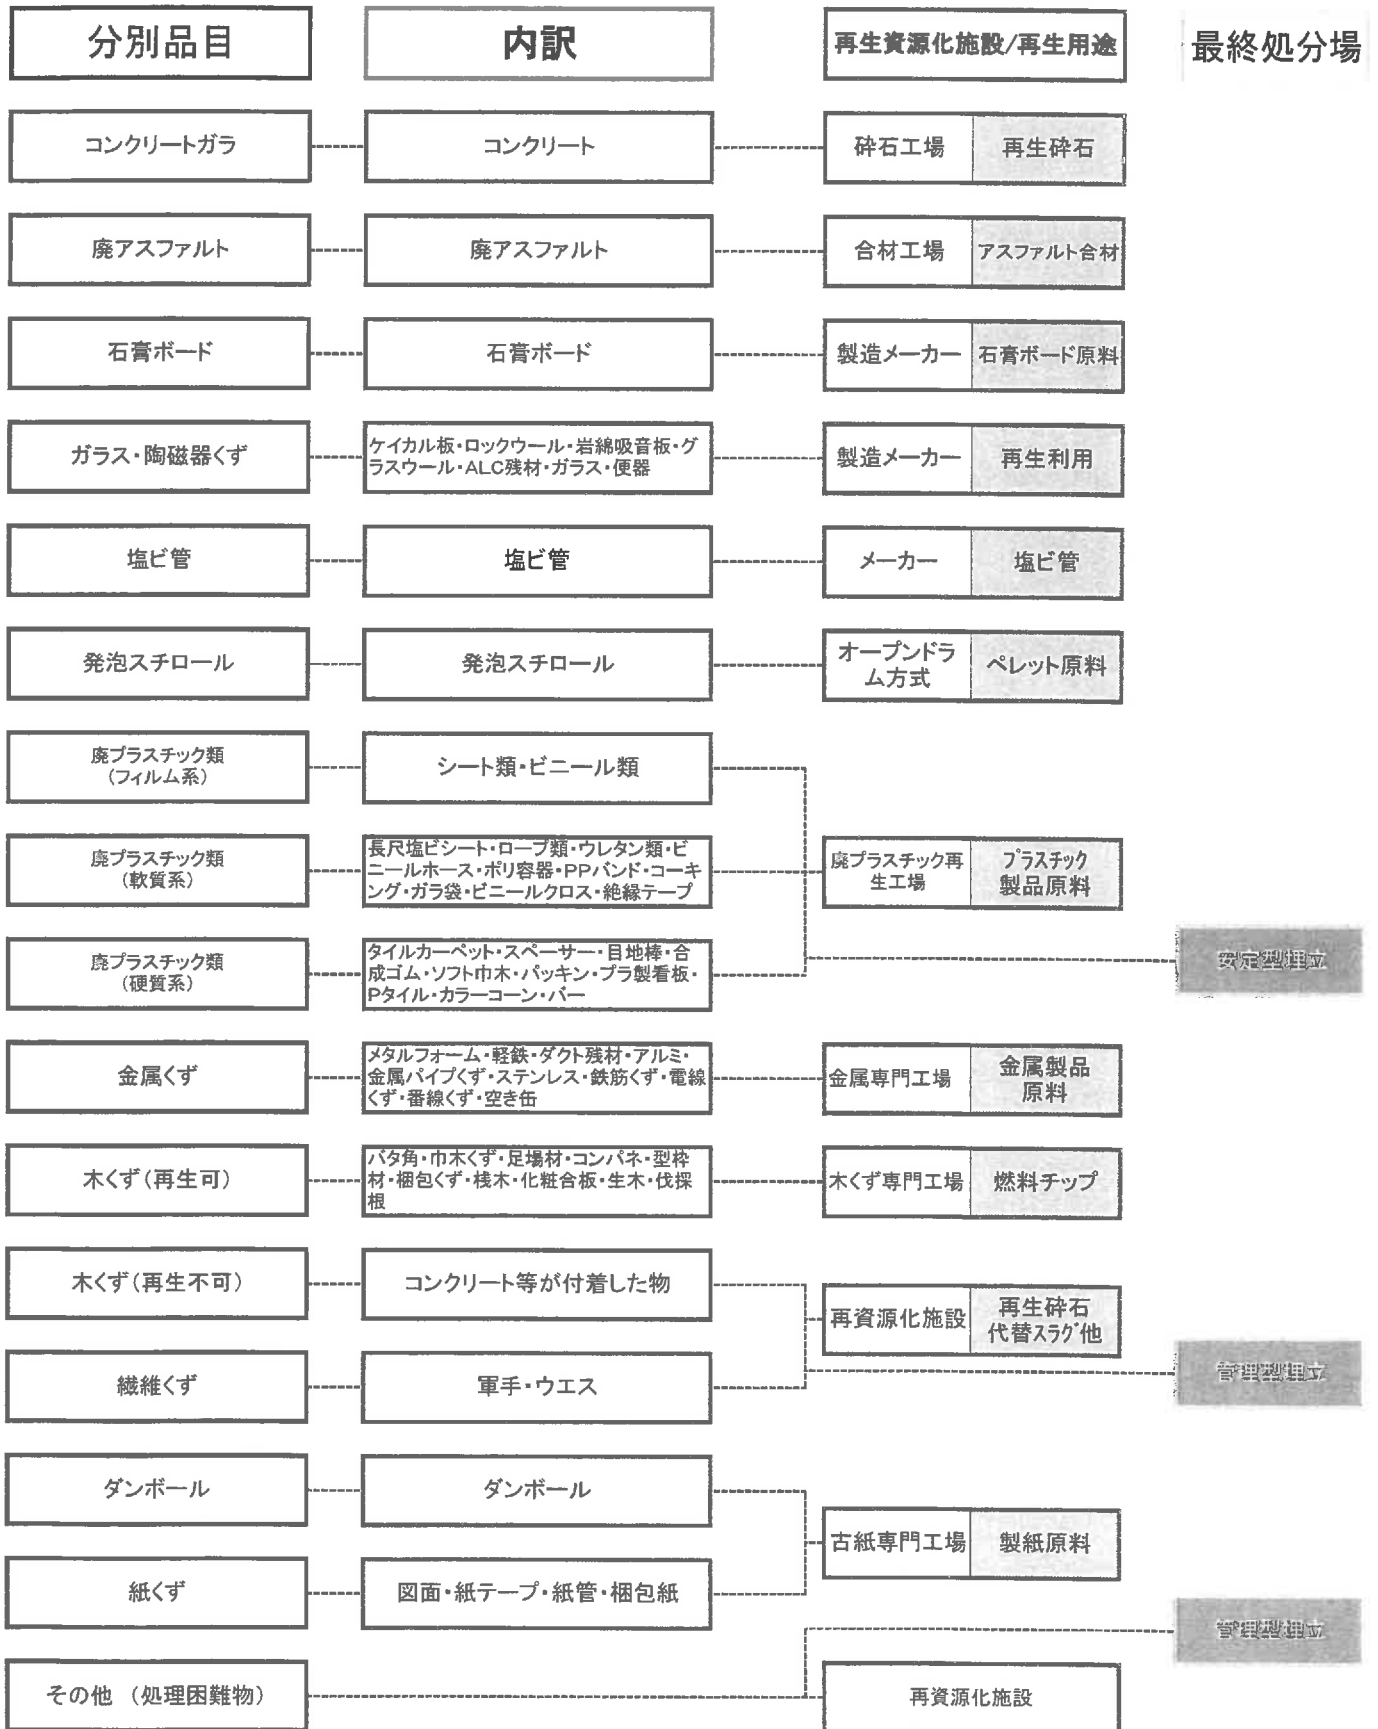 分別品目
内訳
再生資源化施設/再生用途
最終処分場
コンクリートガラ
コンクリート
砕石工場
再生砕石
廃アスファルト
廃アスファルト
合材工場
アスファルト合材
石膏ボード
石膏ボード
製造メーカー
石膏ボード原料
ガラス・陶磁器くず
ケイカル板・ロックウール・岩綿吸音板・グ
ラスウール・ALC残材・ガラス・便器
製造メーカー
再生利用
塩ビ管
塩ビ管
メーカー
塩ビ管
発泡スチロール
発泡スチロール
オープンドラ
ム方式
ペレット原料
廃プラスチック類
(フィルム系)
シート類・ビニール類
廃プラスチック類
(軟質系)
長尺塩ビシート・ロープ類・ウレタン類・ビ
ニールホース・ポリ容器・PPバンド・コーキ
ング・ガラ袋・ビニールクロス・絶縁テープ
廃プラスチック再
生工場
プラスチック
製品原料
廃プラスチック類
(硬質系)
タイルカーペット・スペーサー・目地棒・合
成ゴム・ソフト巾木・パッキン・プラ製看板・
Pタイル・カラーコーン・バー
安定型埋立
金属くず
メタルフォーム・軽鉄・ダクト残材・アルミ・
金属パイプくず・ステンレス・鉄筋くず・電線
くず・番線くず・空き缶
金属専門工場
金属製品
原料
木くず(再生可)
バタ角・巾木くず・足場材・コンパネ・型枠
材・梱包くず・桟木・化粧合板・生木・伐採
根
木くず専門工場
燃料チップ
木くず(再生不可)
コンクリート等が付着した物
再資源化施設
再生砕石
代替スラグ他
管理型埋立
繊維くず
軍手・ウエス
ダンボール
ダンボール
古紙専門工場
製紙原料
紙くず
図面・紙テープ・紙管・梱包紙
管理型埋立
その他 (処理困難物)
再資源化施設